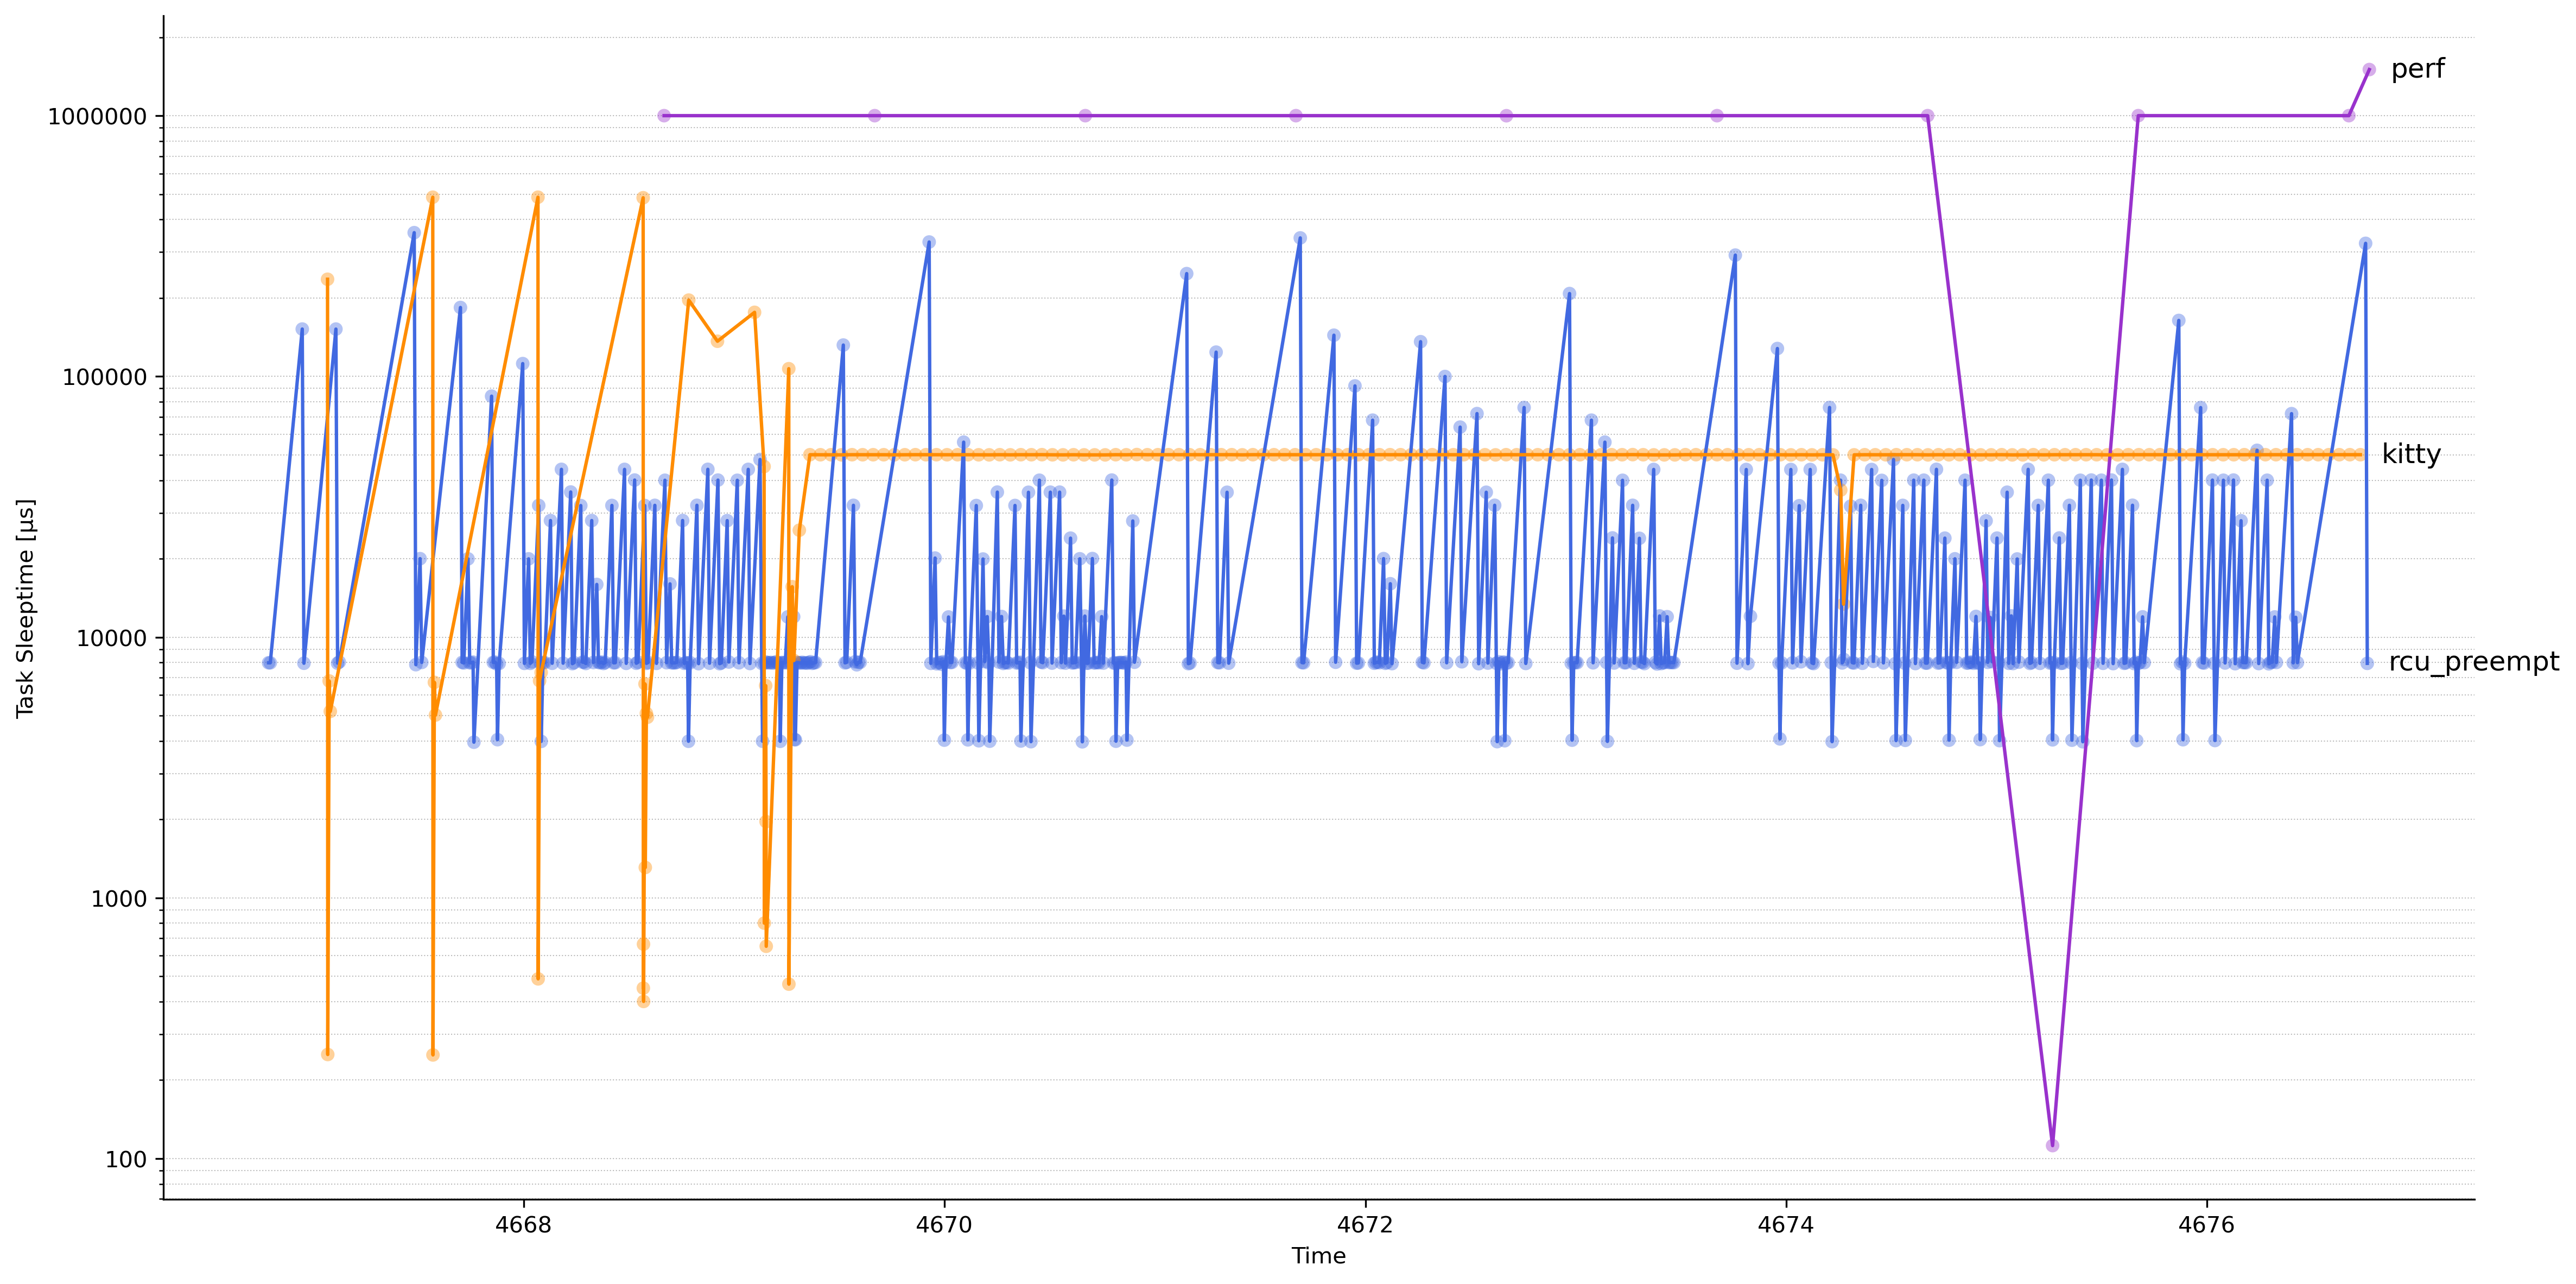 perf
1000000
100000
kitty
Task Sleeptime [µs]
10000
rcu_preempt
1000
100
4668 4670 4672 4674 4676
Time